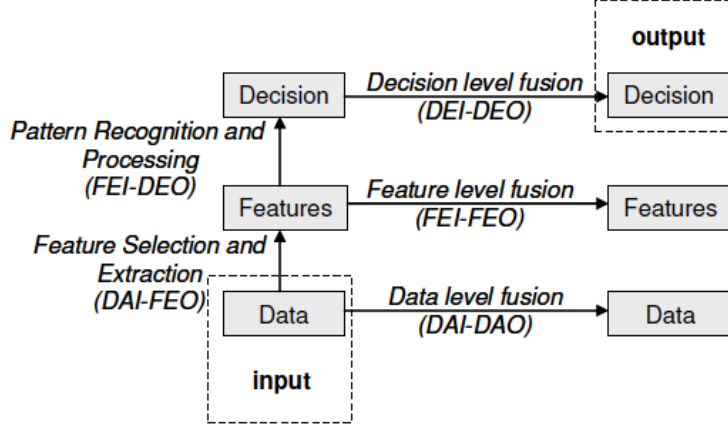 output
Decision
Decision level fusion
(DEI-DEO)
Decision
Pattern Recognition and
Processing
(FEI-DEO)
Features
Feature level fusion
(FEI-FEO)
Features
Feature Selection and
Extraction
(DAI-FEO)
Data
Data level fusion
(DAI-DAO)
Data
input